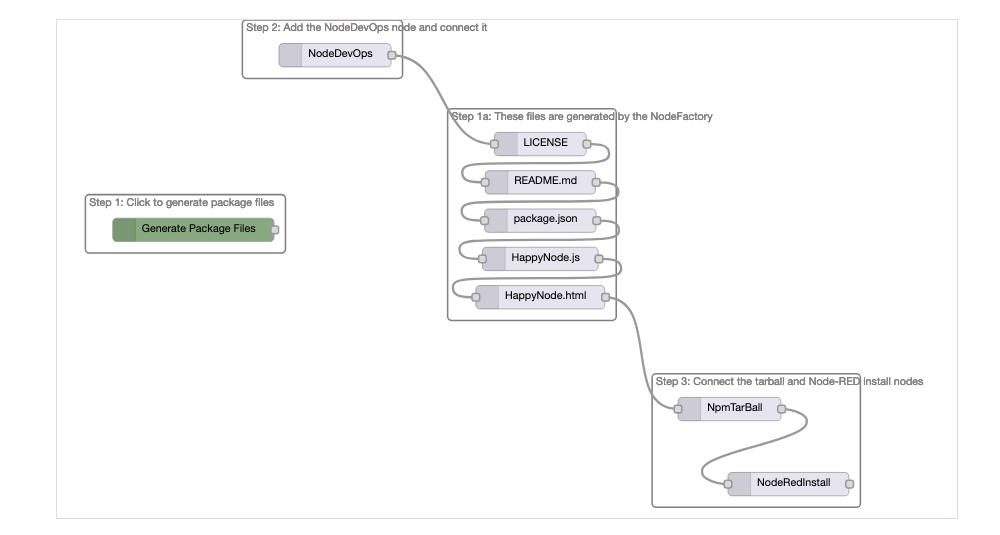 Step 2: Add the NodeDevOps node and connect it
NodeDevOps
Step 1a: These files are generated by the NodeFactory
LICENSE
README.md
package.json
HappyNode.js
HappyNode.html
Step 1: Click to generate package files
Generate Package Files
Step 3: Connect the tarball and Node-RED install nodes
NpmTarBall
NodeRedInstall